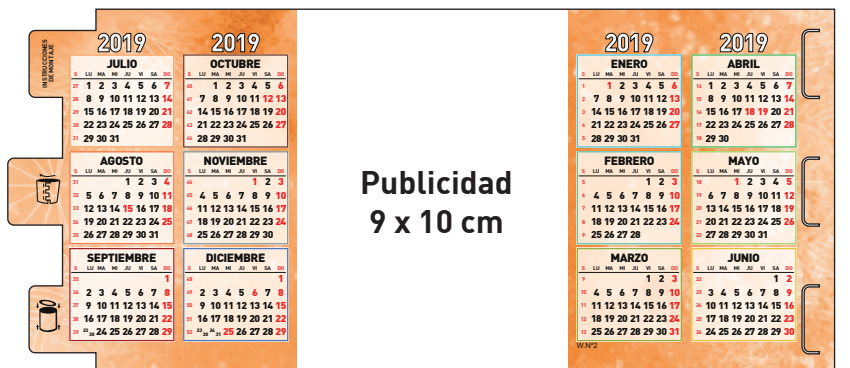 INSTRUCCIONES
DE MONTAJE
2019
JULIO
S LU MA MI JU VI SA DO
27 1 2 3 4 5 6 7
28 8 9 10 11 12 13 14
29 15 16 17 18 19 20 21
30 22 23 24 25 26 27 28
31 29 30 31
AGOSTO
S LU MA MI JU VI SA DO
31 1 2 3 4
32 5 6 7 8 9 10 11
33 12 13 14 15 16 17 18
34 19 20 21 22 23 24 25
35 26 27 28 29 30 31
SEPTIEMBRE
S LU MA MI JU VI SA DO
35 1
36 2 3 4 5 6 7 8
37 9 10 11 12 13 14 15
38 16 17 18 19 20 21 22
39 23/30 24 25 26 27 28 29
2019
OCTUBRE
S LU MA MI JU VI SA DO
40 1 2 3 4 5 6
41 7 8 9 10 11 12 13
42 14 15 16 17 18 19 20
43 21 22 23 24 25 26 27
44 28 29 30 31
NOVIEMBRE
S LU MA MI JU VI SA DO
44 1 2 3
45 4 5 6 7 8 9 10
46 11 12 13 14 15 16 17
47 18 19 20 21 22 23 24
48 25 26 27 28 29 30
DICIEMBRE
S LU MA MI JU VI SA DO
48 1
49 2 3 4 5 6 7 8
50 9 10 11 12 13 14 15
51 16 17 18 19 20 21 22
52 23/30 24/31 25 26 27 28 29
Publicidad
9 x 10 cm
2019
ENERO
S LU MA MI JU VI SA DO
1 1 2 3 4 5 6
2 7 8 9 10 11 12 13
3 14 15 16 17 18 19 20
4 21 22 23 24 25 26 27
5 28 29 30 31
FEBRERO
S LU MA MI JU VI SA DO
5 1 2 3
6 4 5 6 7 8 9 10
7 11 12 13 14 15 16 17
8 18 19 20 21 22 23 24
9 25 26 27 28
MARZO
S LU MA MI JU VI SA DO
9 1 2 3
10 4 5 6 7 8 9 10
11 11 12 13 14 15 16 17
12 18 19 20 21 22 23 24
13 25 26 27 28 29 30 31
W.Nº2
2019
ABRIL
S LU MA MI JU VI SA DO
14 1 2 3 4 5 6 7
15 8 9 10 11 12 13 14
16 15 16 17 18 19 20 21
17 22 23 24 25 26 27 28
18 29 30
MAYO
S LU MA MI JU VI SA DO
18 1 2 3 4 5
19 6 7 8 9 10 11 12
20 13 14 15 16 17 18 19
21 20 21 22 23 24 25 26
22 27 28 29 30 31
JUNIO
S LU MA MI JU VI SA DO
22 1 2
23 3 4 5 6 7 8 9
24 10 11 12 13 14 15 16
25 17 18 19 20 21 22 23
26 24 25 26 27 28 29 30